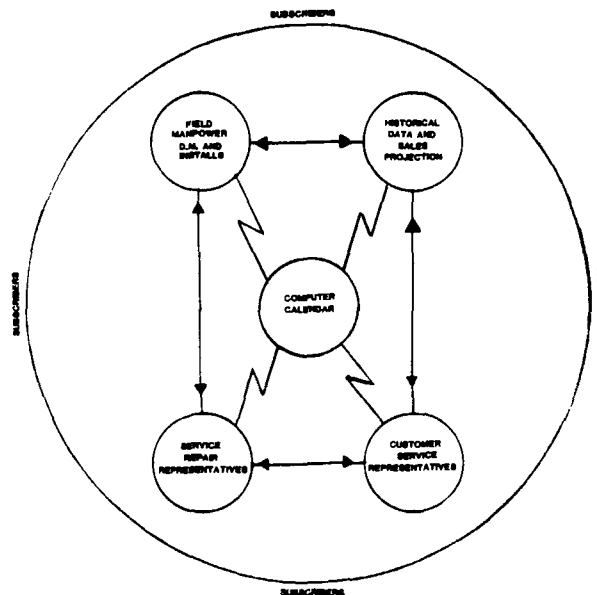 SUBSCRIBERS
FIELD
MANPOWER
D.M. AND
INSTALLS
HISTORICAL
DATA AND
SALES
PROJECTION
SUBSCRIBERS
COMPUTER
CALENDAR
SERVICE
REPAIR
REPRESENTATIVES
CUSTOMER
SERVICE
REPRESENTATIVES
SUBSCRIBERS